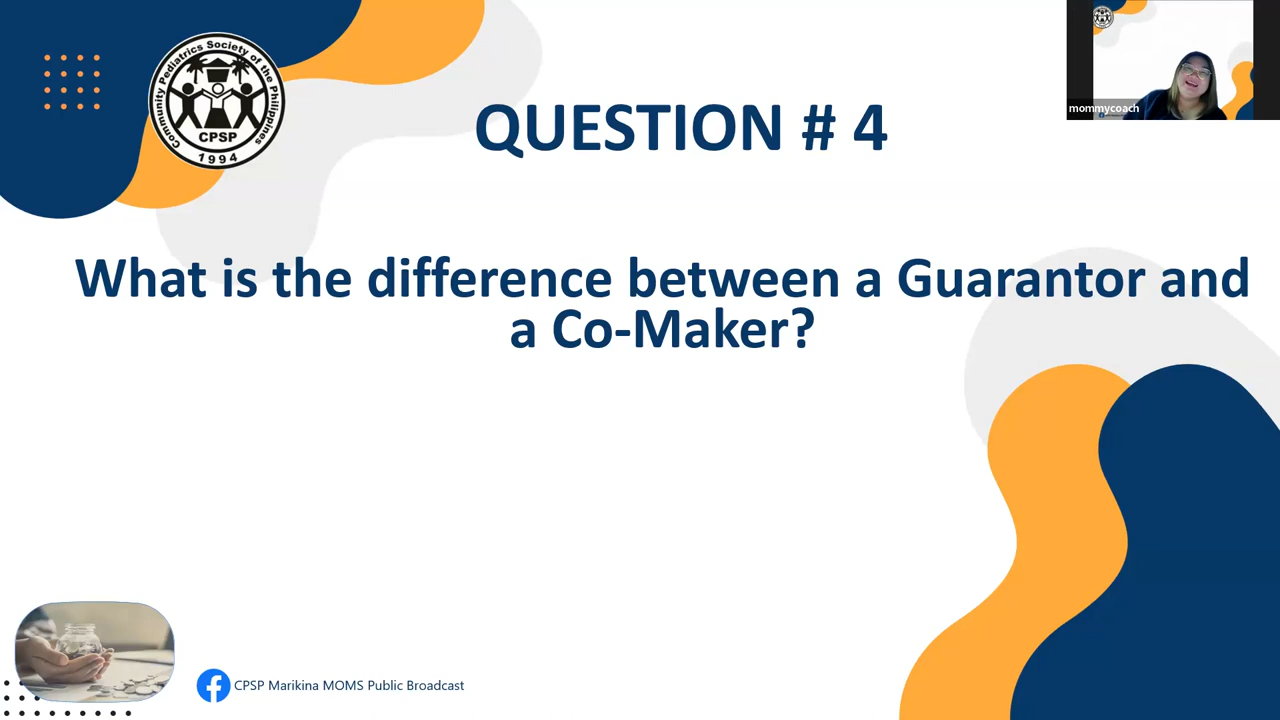 Community Pediatrics Society of the Philippines
CPSP
1994
mommycoach
QUESTION # 4
What is the difference between a Guarantor and
a Co-Maker?
CPSP Marikina MOMS Public Broadcast